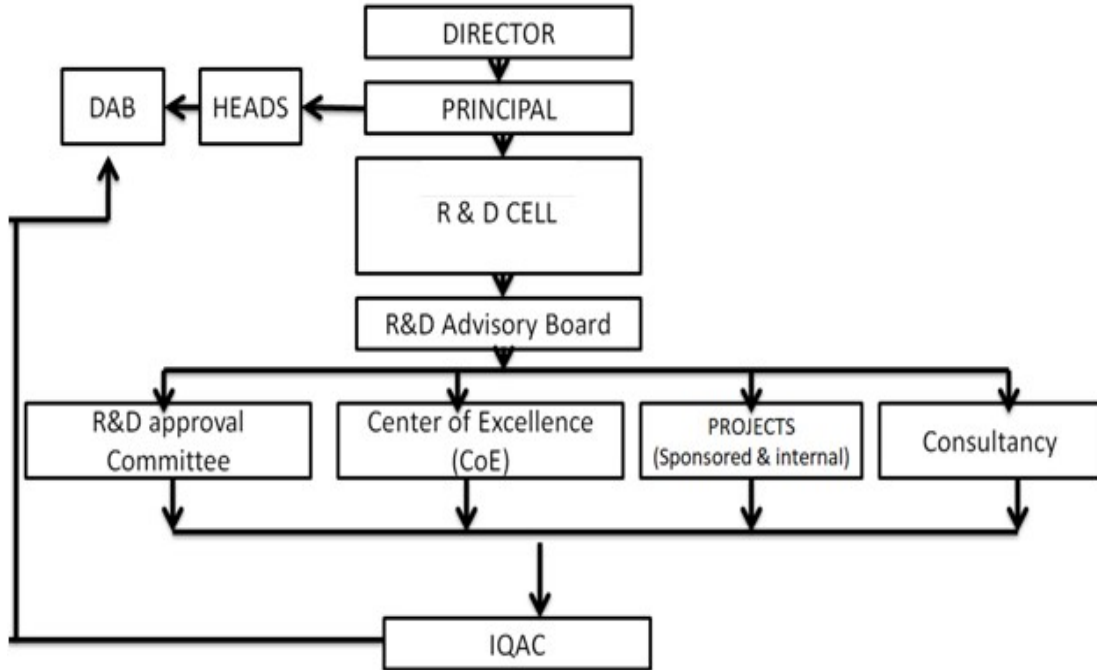 DIRECTOR
DAB
HEADS
PRINCIPAL
R & D CELL
R&D Advisory Board
R&D approval
Committee
Center of Excellence
(CoE)
PROJECTS
(Sponsored & internal)
Consultancy
IQAC